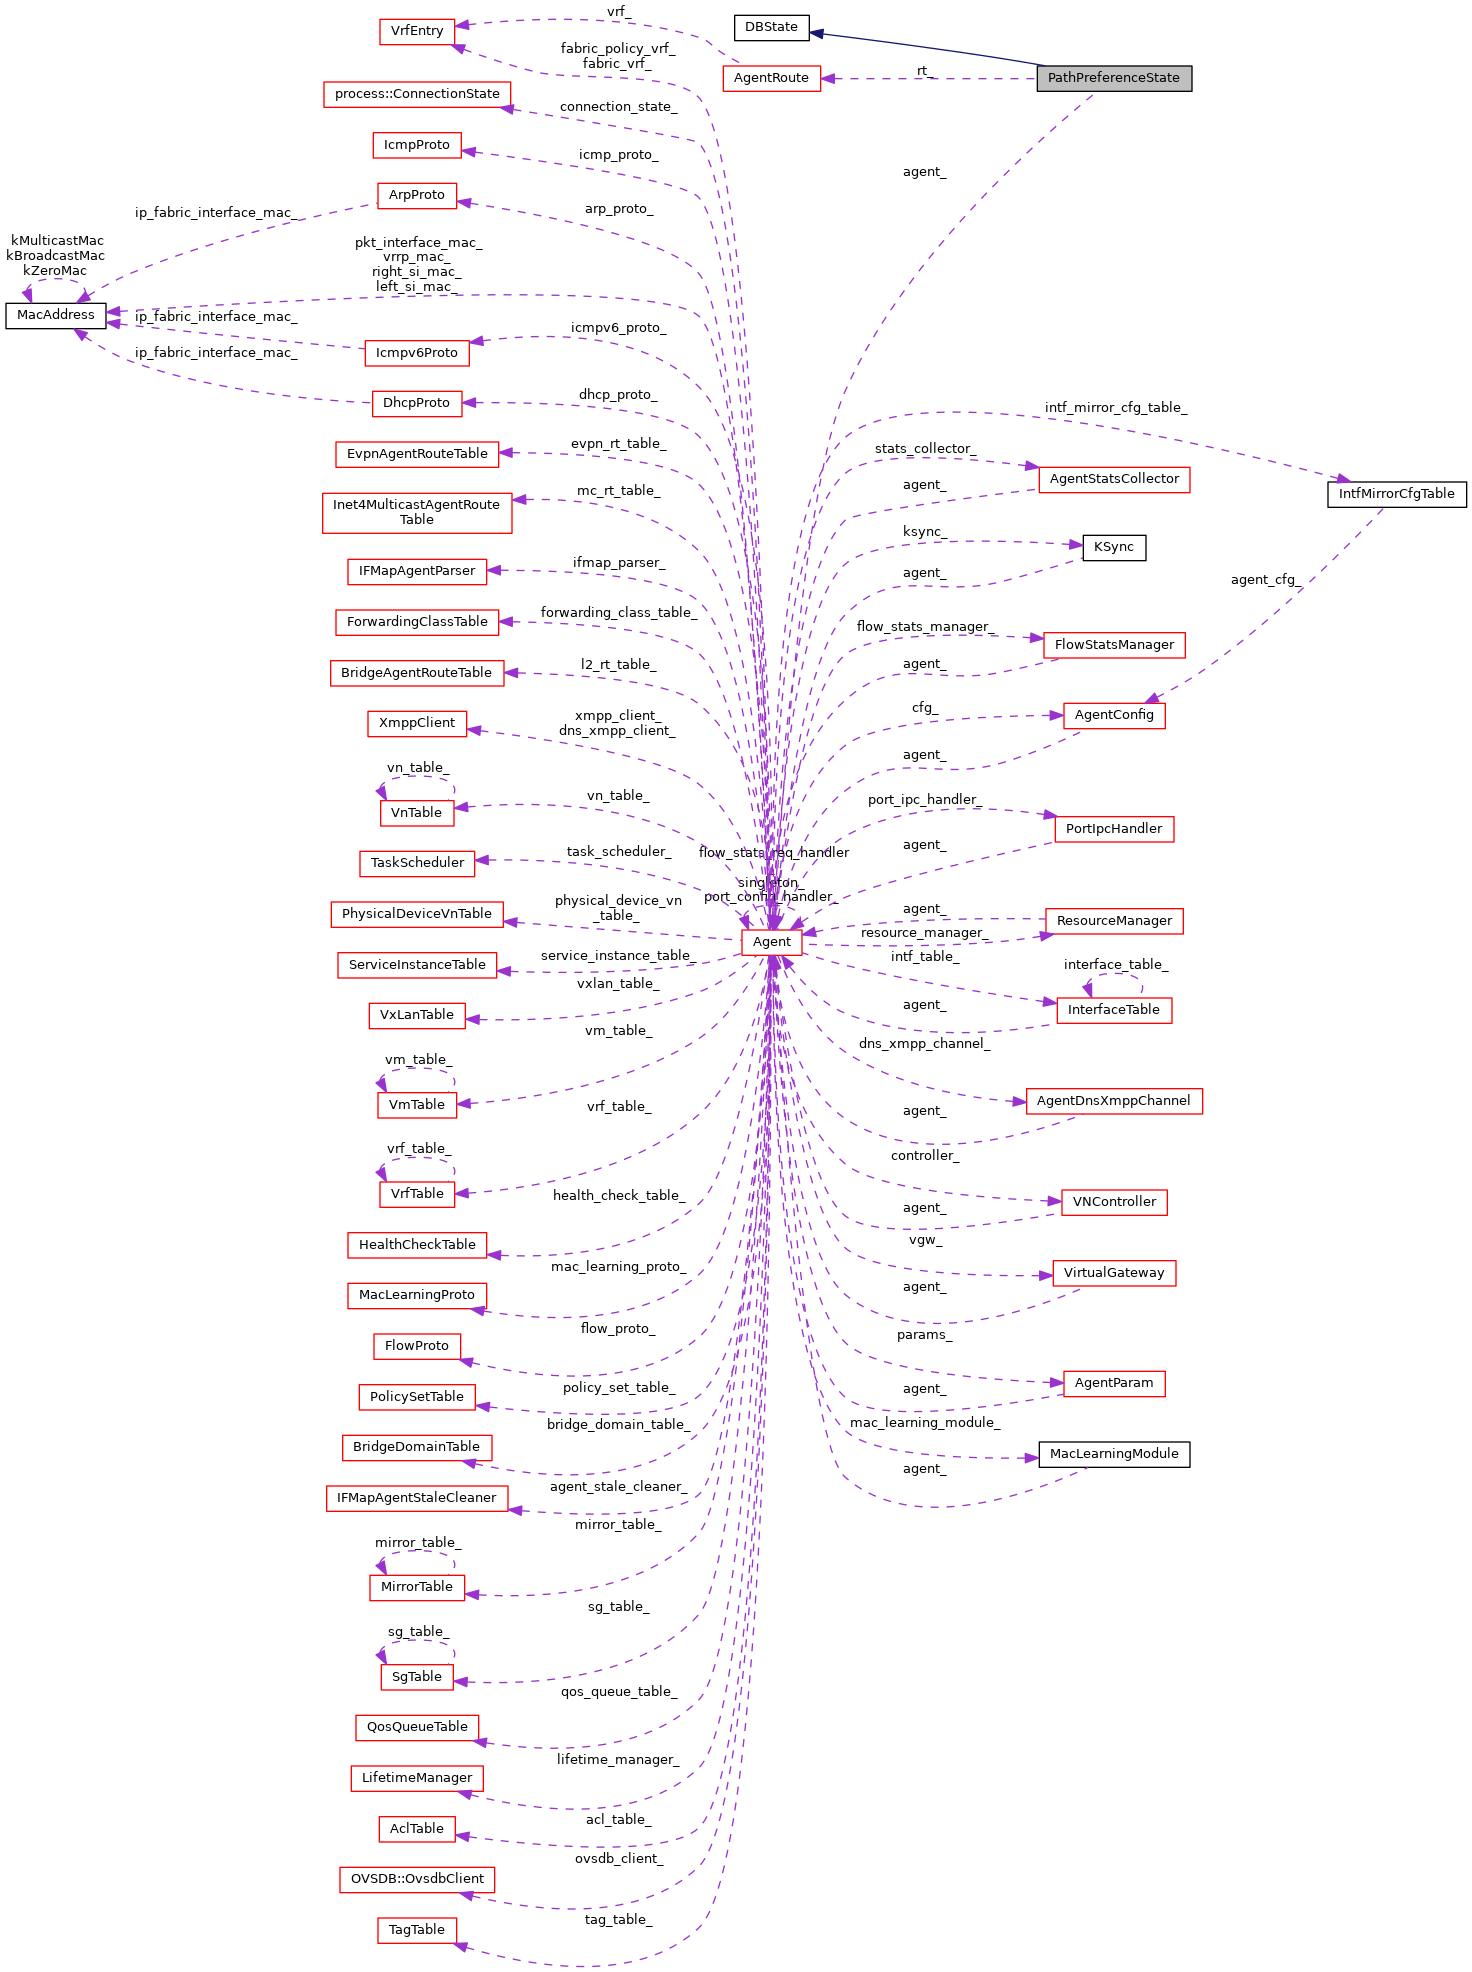 vrf_
DBState
VrfEntry
fabric_policy_vrf_
fabric_vrf_
AgentRoute
rt_
PathPreferenceState
process::ConnectionState
connection_state_
IcmpProto
icmp_proto_
agent_
ArpProto
ip_fabric_interface_mac_
arp_proto_
kMulticastMac
kBroadcastMac
kZeroMac
pkt_interface_mac_
vrrp_mac_
right_si_mac_
left_si_mac_
MacAddress
ip_fabric_interface_mac_
icmpv6_proto_
Icmpv6Proto
ip_fabric_interface_mac_
DhcpProto
dhcp_proto_
intf_mirror_cfg_table_
EvpnAgentRouteTable
evpn_rt_table_
stats_collector_
AgentStatsCollector
agent_
IntfMirrorCfgTable
Inet4MulticastAgentRoute
Table
mc_rt_table_
ksync_
KSync
IFMapAgentParser
ifmap_parser_
agent_
agent_cfg_
ForwardingClassTable
forwarding_class_table_
flow_stats_manager_
FlowStatsManager
BridgeAgentRouteTable
l2_rt_table_
agent_
XmppClient
xmpp_client_
dns_xmpp_client_
cfg_
AgentConfig
agent_
vn_table_
VnTable
vn_table_
port_ipc_handler_
PortIpcHandler
TaskScheduler
task_scheduler_
flow_stats_req_handler
_
agent_
singleton_
port_config_handler_
PhysicalDeviceVnTable
physical_device_vn
_table_
agent_
ResourceManager
resource_manager_
Agent
ServiceInstanceTable
service_instance_table_
intf_table_
interface_table_
InterfaceTable
VxLanTable
vxlan_table_
agent_
vm_table_
dns_xmpp_channel_
vm_table_
VmTable
AgentDnsXmppChannel
vrf_table_
agent_
vrf_table_
VrfTable
controller_
VNController
health_check_table_
agent_
HealthCheckTable
vgw_
VirtualGateway
mac_learning_proto_
MacLearningProto
agent_
flow_proto_
FlowProto
params_
AgentParam
PolicySetTable
policy_set_table_
agent_
bridge_domain_table_
BridgeDomainTable
mac_learning_module_
MacLearningModule
agent_
IFMapAgentStaleCleaner
agent_stale_cleaner_
mirror_table_
mirror_table_
MirrorTable
sg_table_
sg_table_
SgTable
qos_queue_table_
QosQueueTable
lifetime_manager_
LifetimeManager
acl_table_
AclTable
ovsdb_client_
OVSDB::OvsdbClient
tag_table_
TagTable